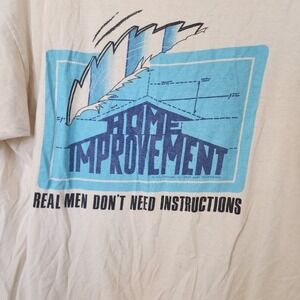 HOME
IMPROVEMENT
REAL MEN DON'T NEED INSTRUCTIONS